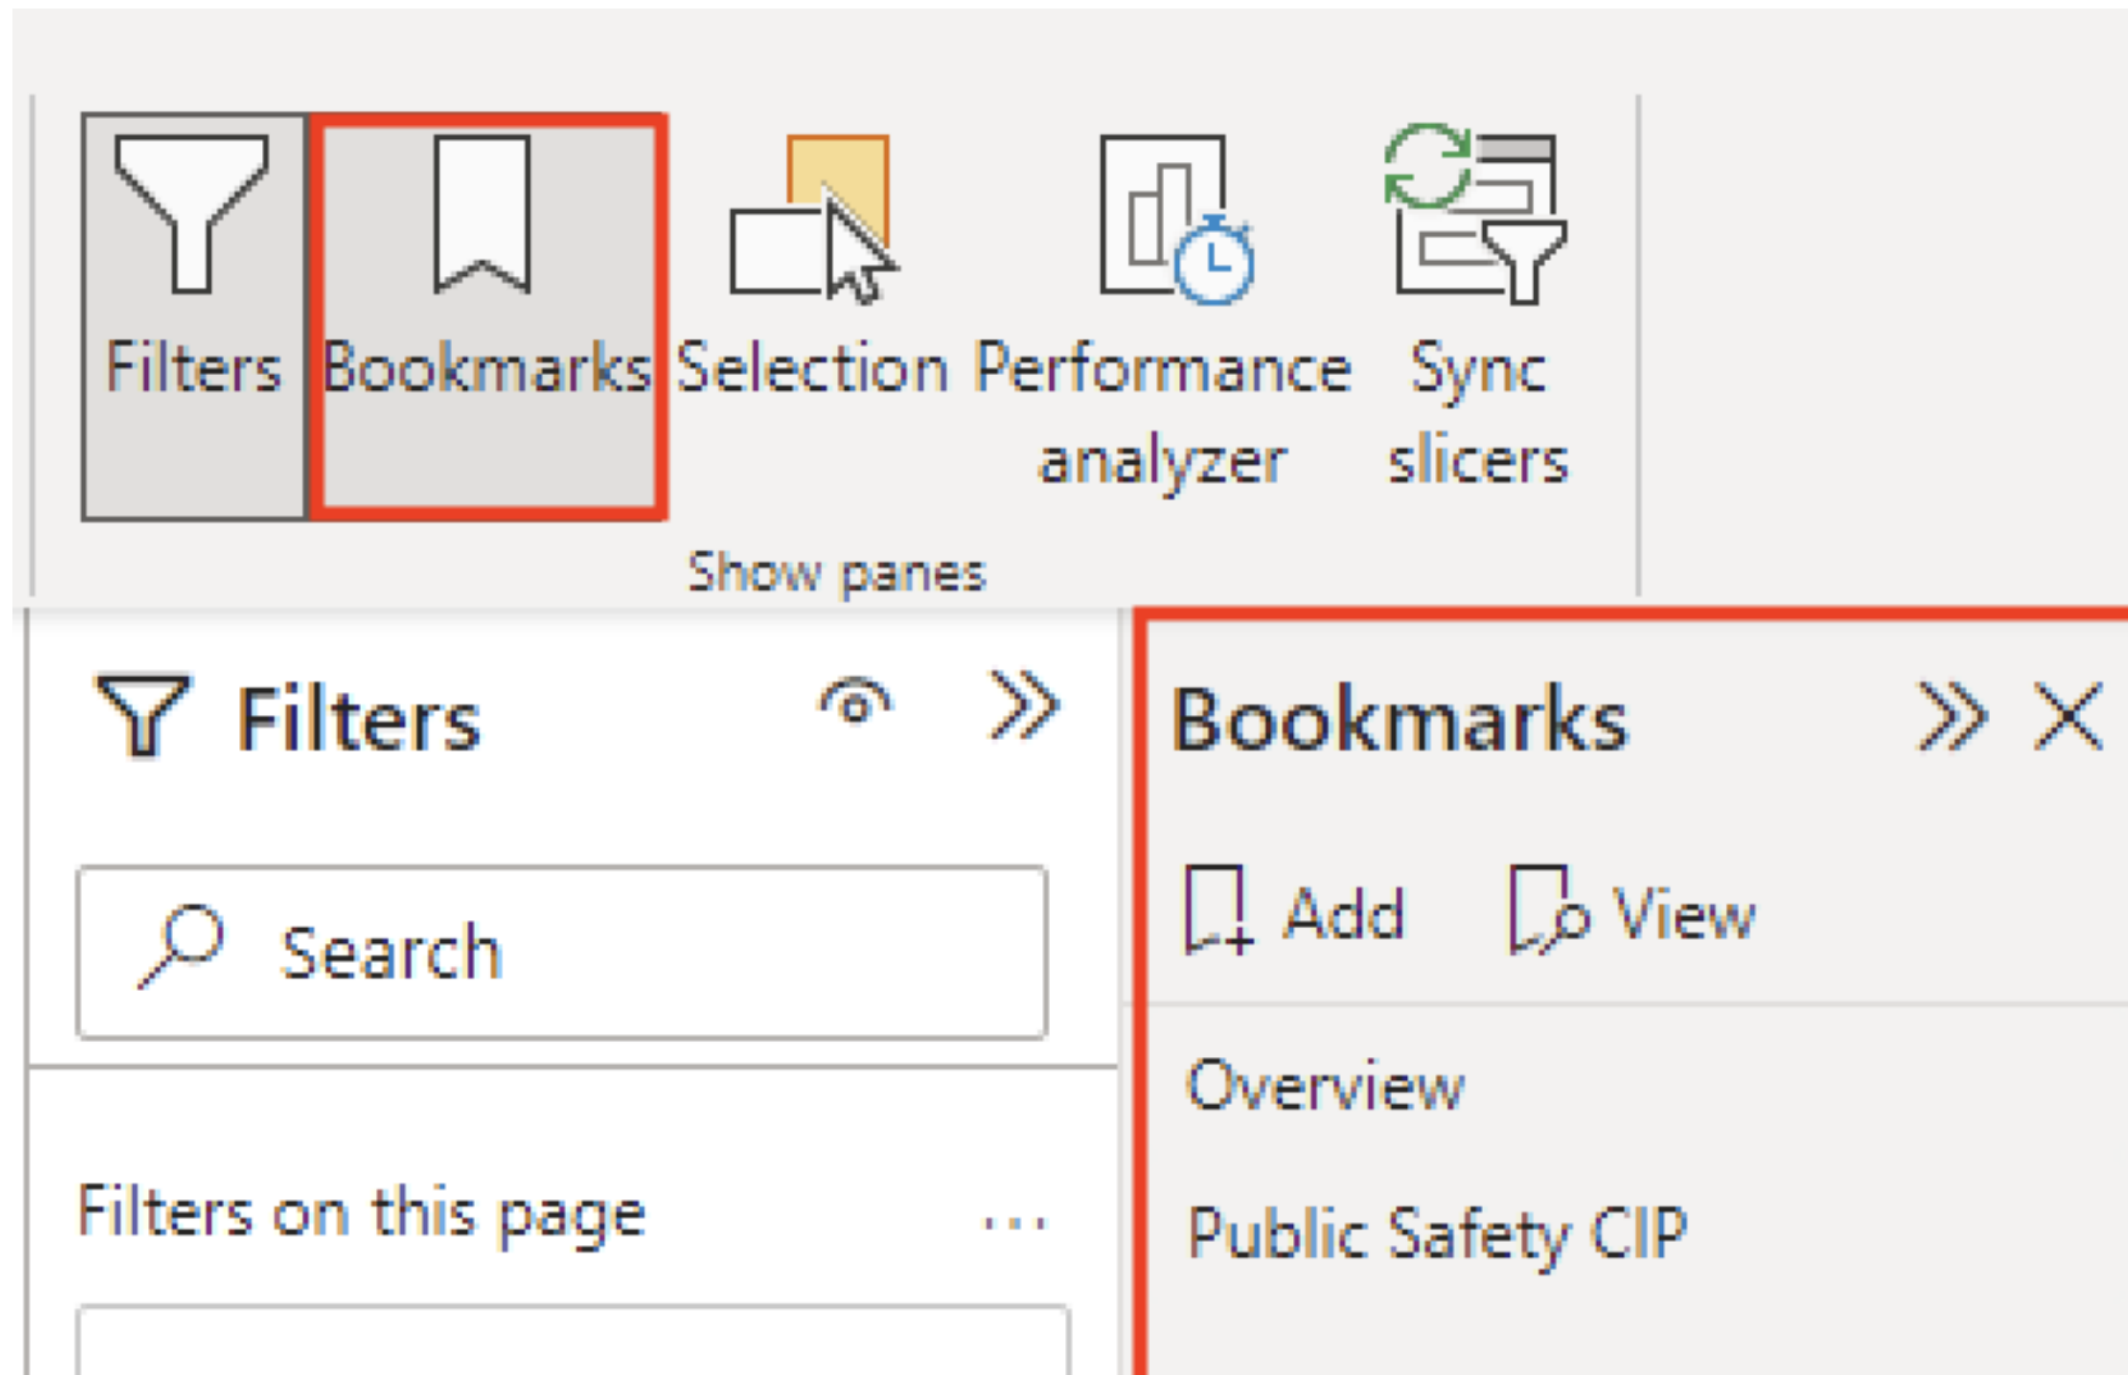 Filters Bookmarks Selection Performance analyzer Sync slicers
Show panes
Filters
Search
Filters on this page ...
Bookmarks
Add View
Overview
Public Safety CIP